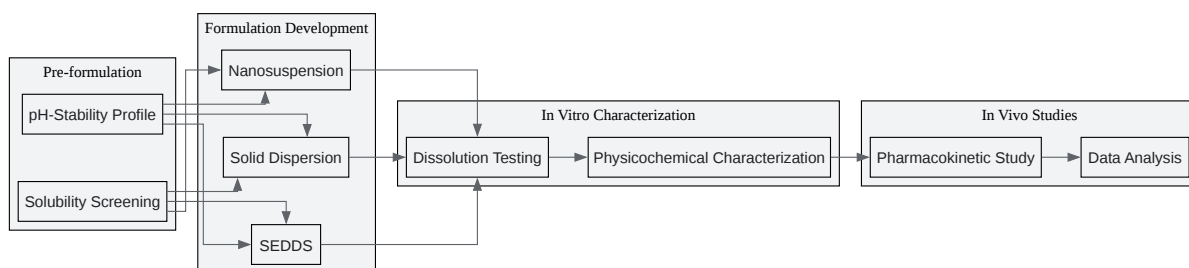 Pre-formulation
pH-Stability Profile
Solubility Screening
Formulation Development
Nanosuspension
Solid Dispersion
SEDDS
In Vitro Characterization
Dissolution Testing
Physicochemical Characterization
In Vivo Studies
Pharmacokinetic Study
Data Analysis